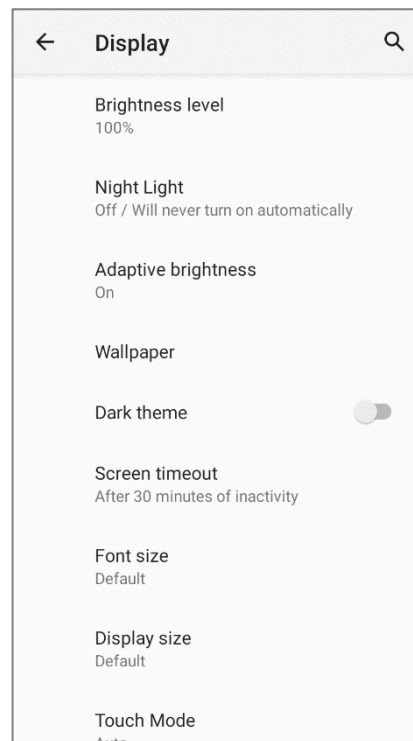 Display
Brightness level
100%
Night Light
Off / Will never turn on automatically
Adaptive brightness
On
Wallpaper
Dark theme
Screen timeout
After 30 minutes of inactivity
Font size
Default
Display size
Default
Touch Mode
Auto